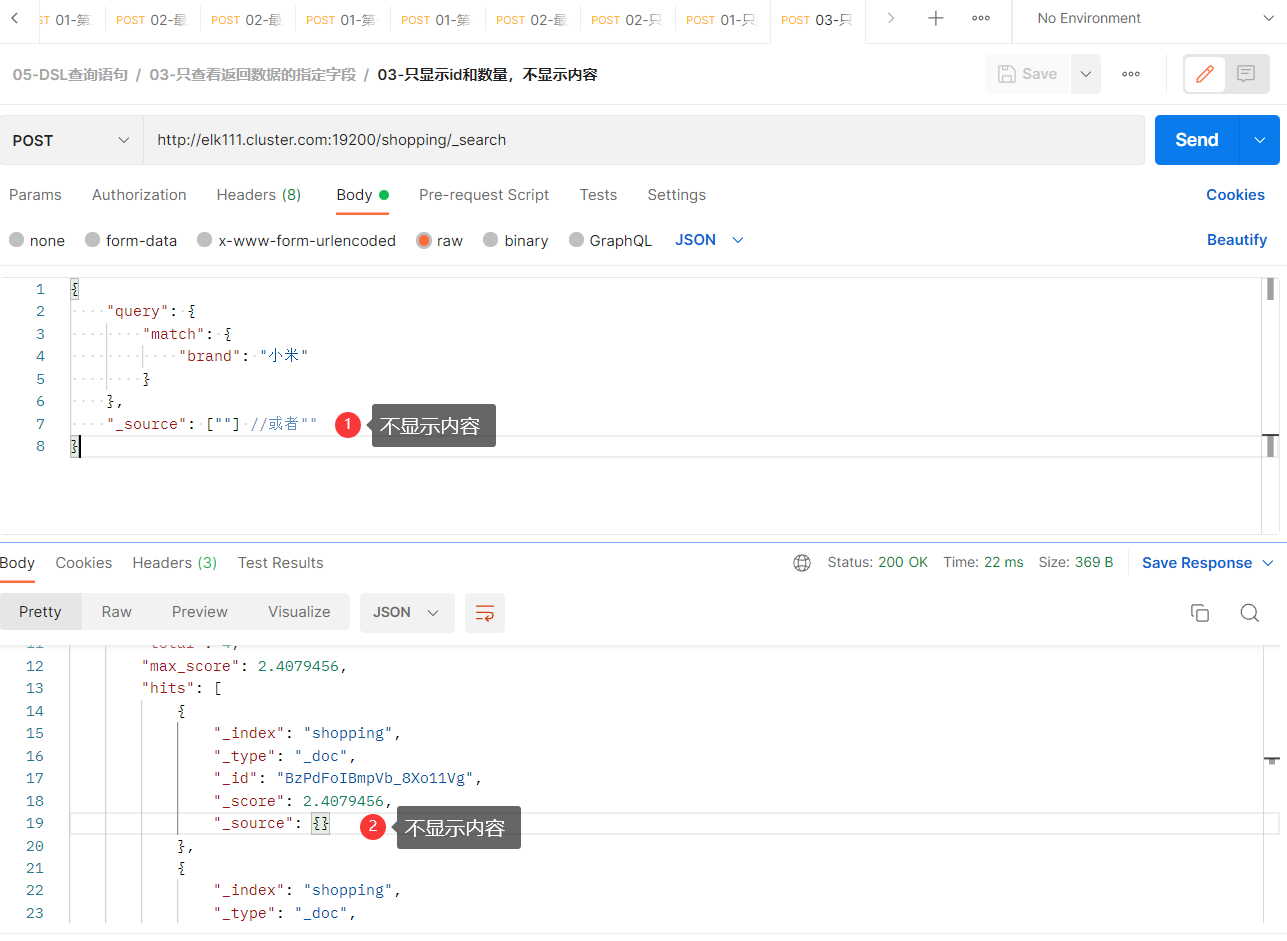 ST 01-第 POST 02-最 POST 02-最 POST 01-第 POST 01-第 POST 02-最 POST 02-只 POST 01-只 POST 03-只 No Environment
05-DSL查询语句 / 03-只查看返回数据的指定字段 / 03-只显示id和数量，不显示内容 Save
POST http://elk111.cluster.com:19200/shopping/_search Send
Params Authorization Headers (8) Body Pre-request Script Tests Settings Cookies
none form-data x-www-form-urlencoded raw binary GraphQL JSON Beautify
1 {
2 "query": {
3 "match": {
4 "brand": "小米"
5 }
6 },
7 "_source": [""] //或者"" 1 不显示内容
8 }
Body Cookies Headers (3) Test Results Status: 200 OK Time: 22 ms Size: 369 B Save Response
Pretty Raw Preview Visualize JSON
11 "total": 4,
12 "max_score": 2.4079456,
13 "hits": [
14 {
15 "_index": "shopping",
16 "_type": "_doc",
17 "_id": "BzPdFoIBmpVb_8Xo11Vg",
18 "_score": 2.4079456,
19 "_source": {} 2 不显示内容
20 },
21 {
22 "_index": "shopping",
23 "_type": "_doc",